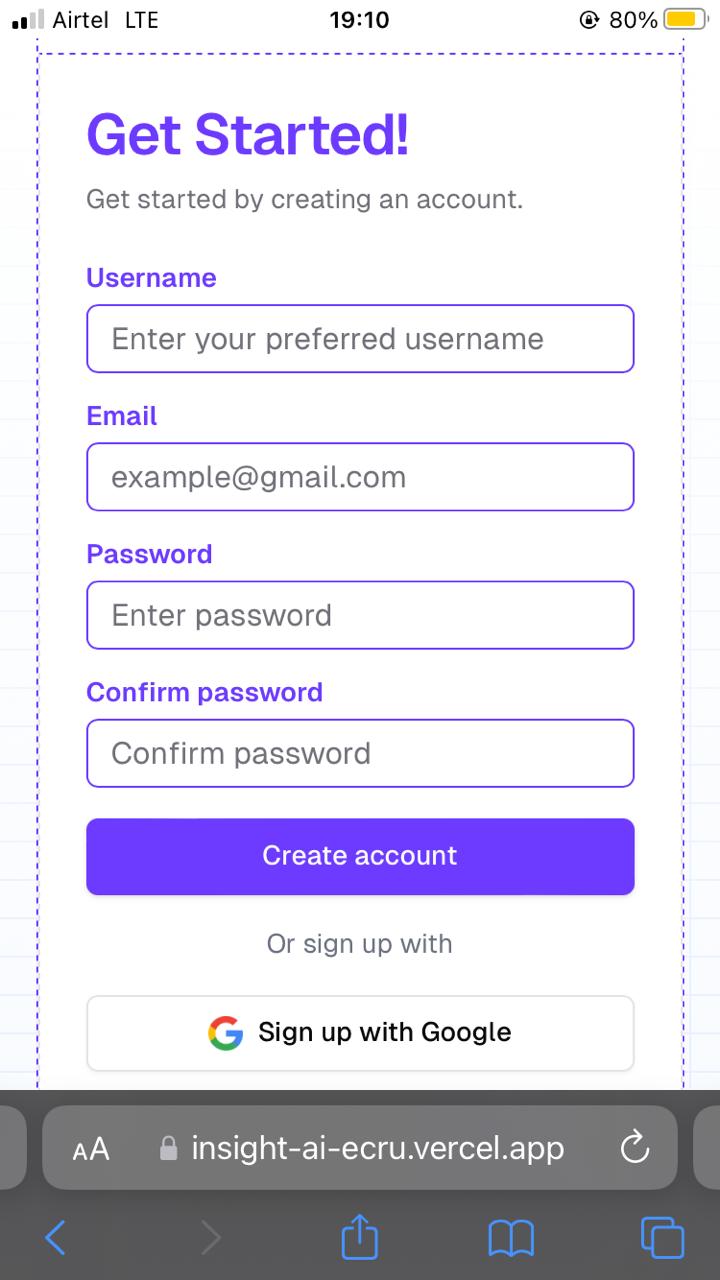 Airtel LTE 19:10 80%
Get Started!
Get started by creating an account.
Username
Enter your preferred username
Email
example@gmail.com
Password
Enter password
Confirm password
Confirm password
Create account
Or sign up with
Sign up with Google
AA insight-ai-ecru.vercel.app